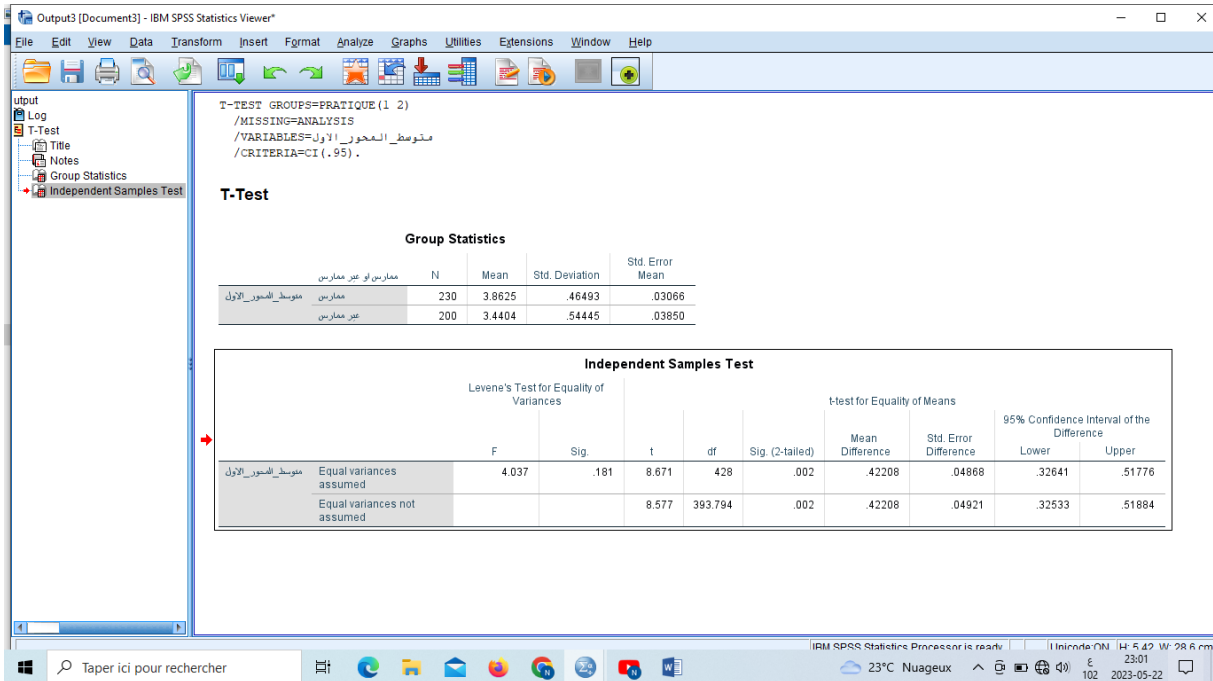 Output3 [Document3] - IBM SPSS Statistics Viewer*
File Edit View Data Transform Insert Format Analyze Graphs Utilities Extensions Window Help
utput
Log
T-Test
Title
Notes
Group Statistics
Independent Samples Test
T-TEST GROUPS=PRATIQUE(1 2)
/MISSING=ANALYSIS
/VARIABLES=متوسط_المحور_الاول
/CRITERIA=CI(.95).
T-Test
Group Statistics
ممارس او غير ممارس N Mean Std. Deviation Std. Error Mean
متوسط_المحور_الاول ممارس 230 3.8625 .46493 .03066
غير ممارس 200 3.4404 .54445 .03850
Independent Samples Test
Levene's Test for Equality of Variances t-test for Equality of Means
95% Confidence Interval of the Difference
F Sig. t df Sig. (2-tailed) Mean Difference Std. Error Difference Lower Upper
متوسط_المحور_الاول Equal variances assumed 4.037 .181 8.671 428 .002 .42208 .04868 .32641 .51776
Equal variances not assumed 8.577 393.794 .002 .42208 .04921 .32533 .51884
IBM SPSS Statistics Processor is ready Unicode:ON H: 5.42, W: 28.6 cm
Taper ici pour rechercher
23°C Nuageux
ع
102
23:01
2023-05-22